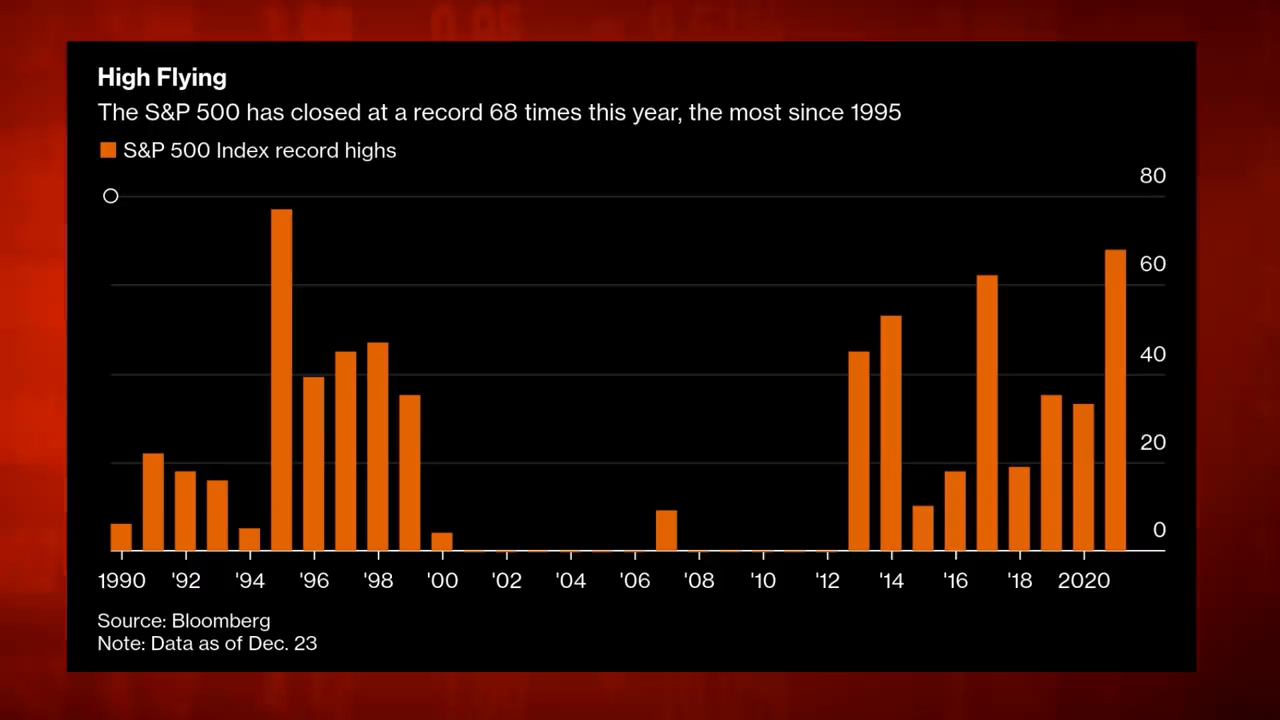 High Flying
The S&P 500 has closed at a record 68 times this year, the most since 1995
S&P 500 Index record highs
80
60
40
20
0
1990 '92 '94 '96 '98 '00 '02 '04 '06 '08 '10 '12 '14 '16 '18 2020
Source: Bloomberg
Note: Data as of Dec. 23